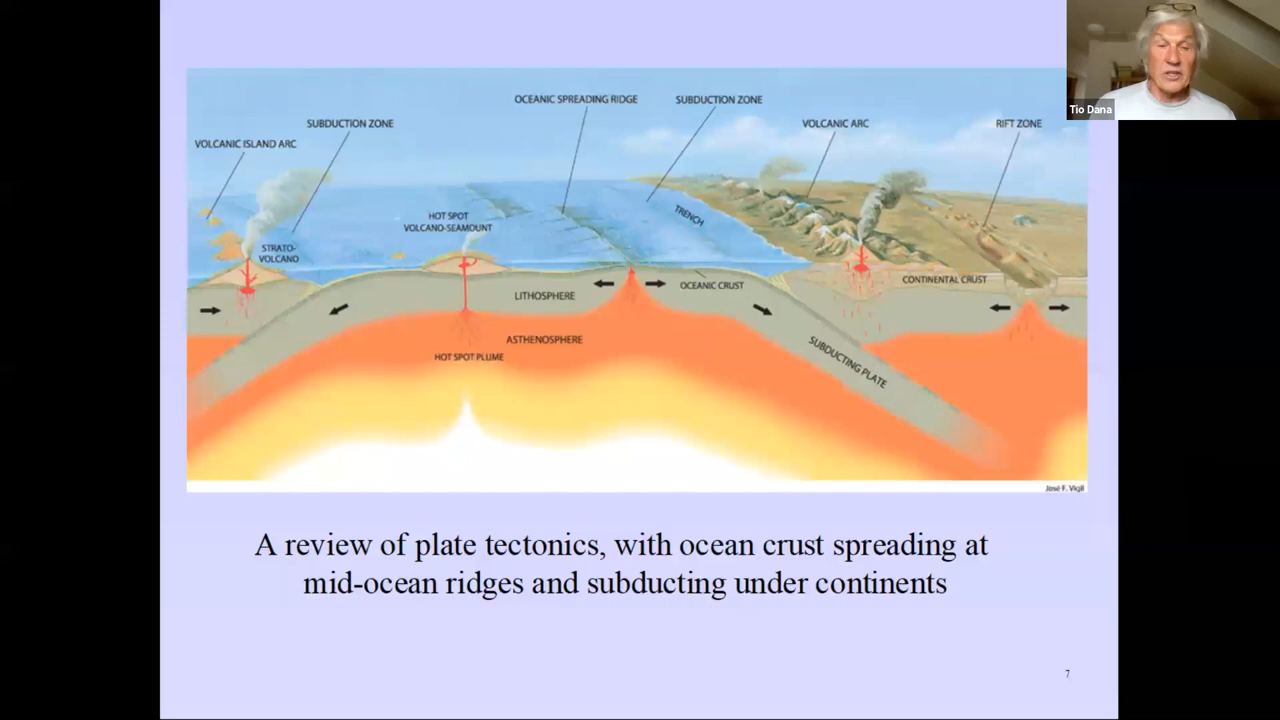 Tio Dana
OCEANIC SPREADING RIDGE
SUBDUCTION ZONE
SUBDUCTION ZONE
VOLCANIC ARC
RIFT ZONE
VOLCANIC ISLAND ARC
HOT SPOT
VOLCANO-SEAMOUNT
TRENCH
STRATO-
VOLCANO
LITHOSPHERE
OCEANIC CRUST
CONTINENTAL CRUST
ASTHENOSPHERE
HOT SPOT PLUME
SUBDUCTING PLATE
José F. Vigil
A review of plate tectonics, with ocean crust spreading at
mid-ocean ridges and subducting under continents
7